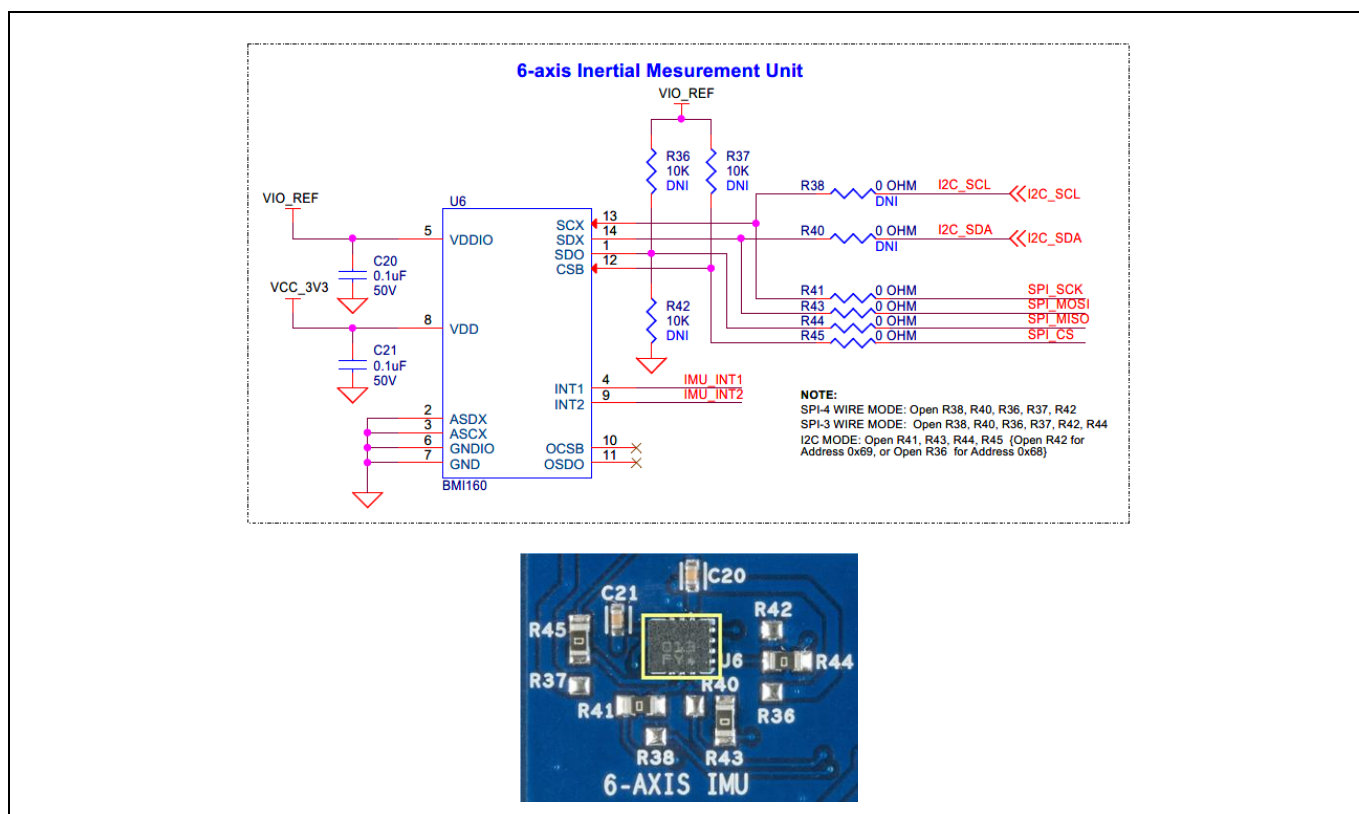 6-axis Inertial Mesurement Unit
VIO_REF
R36
10K
DNI
R37
10K
DNI
R38 0 OHM I2C_SCL
DNI
I2C_SCL
VIO_REF
U6
5 VDDIO
SCX 13
SDX 14
SDO 1
CSB 12
R40 0 OHM I2C_SDA
DNI
I2C_SDA
C20
0.1uF
50V
VCC_3V3
R41 0 OHM SPI_SCK
R43 0 OHM SPI_MOSI
R44 0 OHM SPI_MISO
R45 0 OHM SPI_CS
R42
10K
DNI
8 VDD
C21
0.1uF
50V
INT1 4 IMU_INT1
INT2 9 IMU_INT2
2 ASDX
3 ASCX
6 GNDIO
7 GND
OCSB 10
OSDO 11
BMI160
NOTE:
SPI-4 WIRE MODE: Open R38, R40, R36, R37, R42
SPI-3 WIRE MODE: Open R38, R40, R36, R37, R42, R44
I2C MODE: Open R41, R43, R44, R45 {Open R42 for
Address 0x69, or Open R36 for Address 0x68}
C20
C21
R42
R45
013
FY*
U6
R44
R37
R40
R41
0
0
0
0
R36
R38
R43
6-AXIS IMU